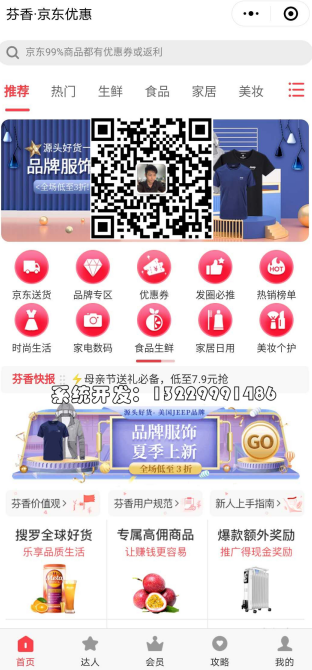 芬香·京东优惠
京东99%商品都有优惠券或返利
推荐 热门 生鲜 食品 家居 美妆
源头好货一
品牌服饰
全场低至3折
京东送货 品牌专区 优惠券 发圈必推 热销榜单
HOT
时尚生活 家电数码 食品生鲜 家居日用 美妆个护
芬香快报 母亲节送礼必备，低至7.9元抢
系统开发：13229991486
源头好货·美国JEEP品牌
品牌服饰
夏季上新
全场低至3折
GO
芬香价值观> 芬香用户规范> 新人上手指南>
搜罗全球好货 专属高佣商品 爆款额外奖励
乐享品质生活 让赚钱更容易 推广得现金奖励
首页 达人 会员 攻略 我的